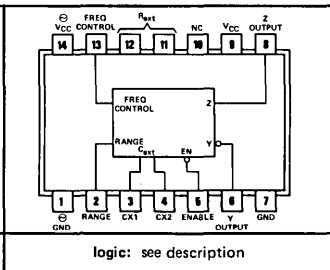 ⊖
VCC FREQ CONTROL Rext NC VCC Z OUTPUT
14 13 12 11 10 9 8
FREQ CONTROL Z
RANGE Cext EN Y
1 2 3 4 5 6 7
⊖ GND RANGE CX1 CX2 ENABLE Y OUTPUT GND
logic: see description